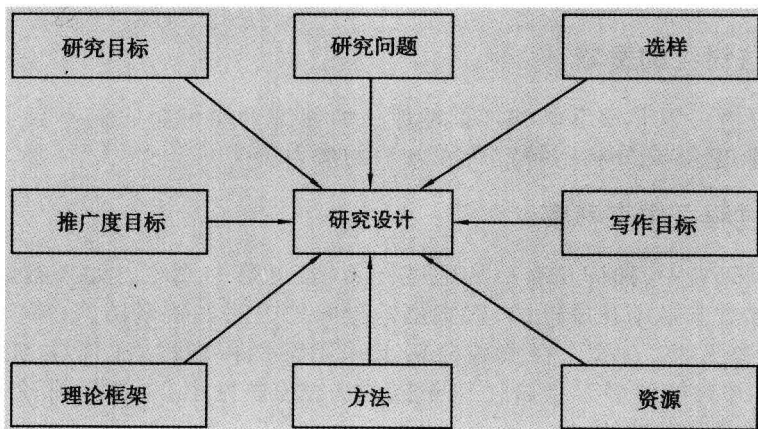 研究目标
研究问题
选样
推广度目标
研究设计
写作目标
理论框架
方法
资源